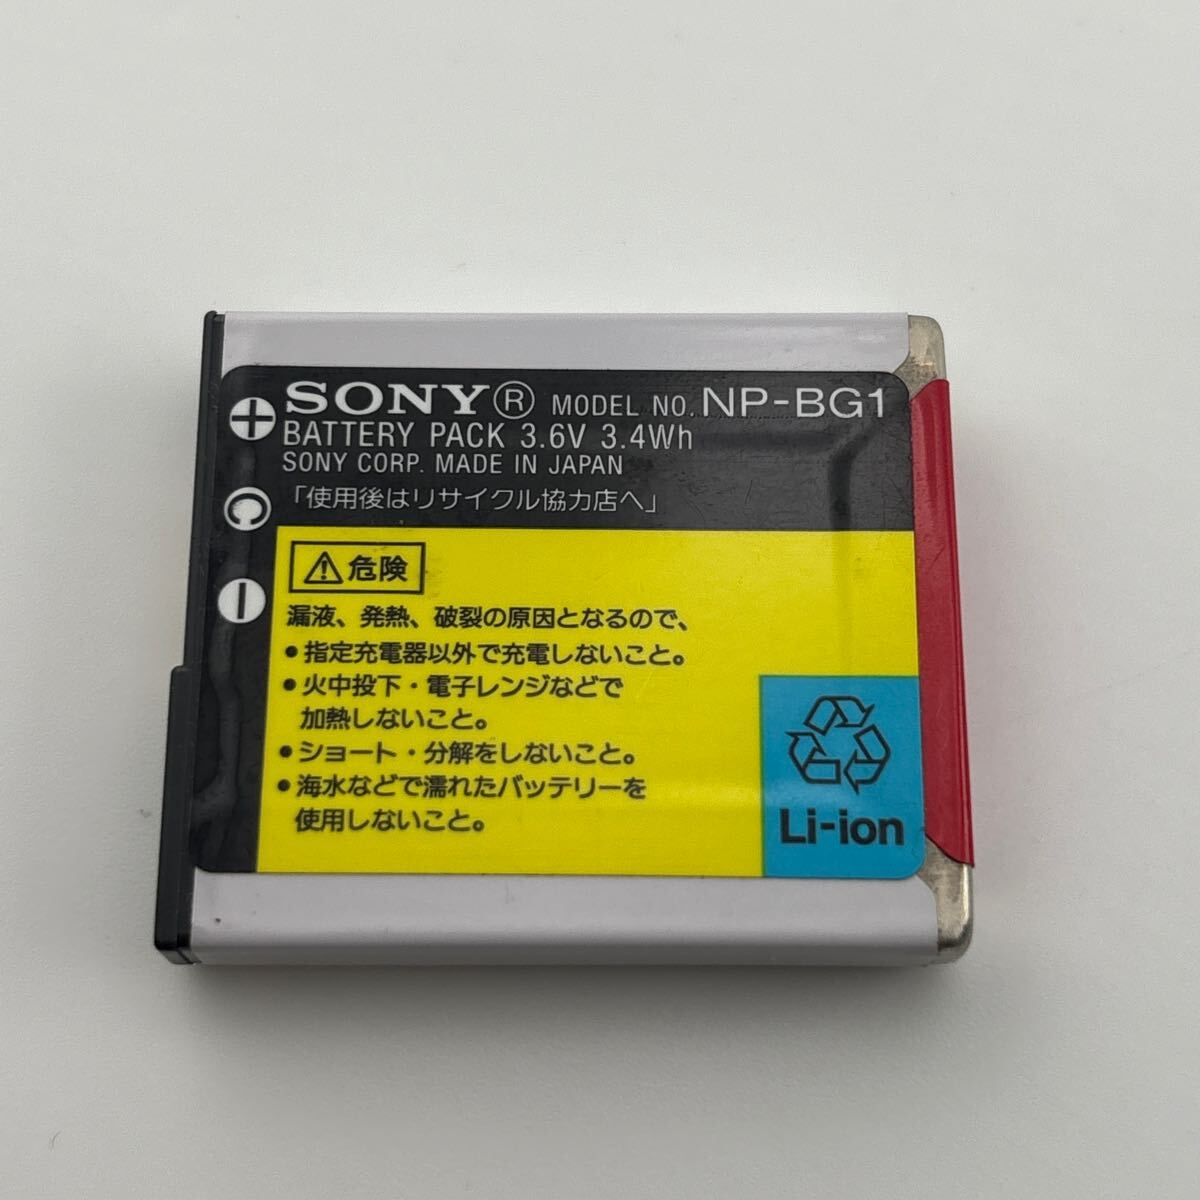 SONY® MODEL NO. NP-BG1
BATTERY PACK 3.6V 3.4Wh
SONY CORP. MADE IN JAPAN
「使用後はリサイクル協力店へ」
⚠危険
漏液、発熱、破裂の原因となるので、
●指定充電器以外で充電しないこと。
●火中投下・電子レンジなどで
加熱しないこと。
●ショート・分解をしないこと。
●海水などで濡れたバッテリーを
使用しないこと。
Li-ion
+
C
-